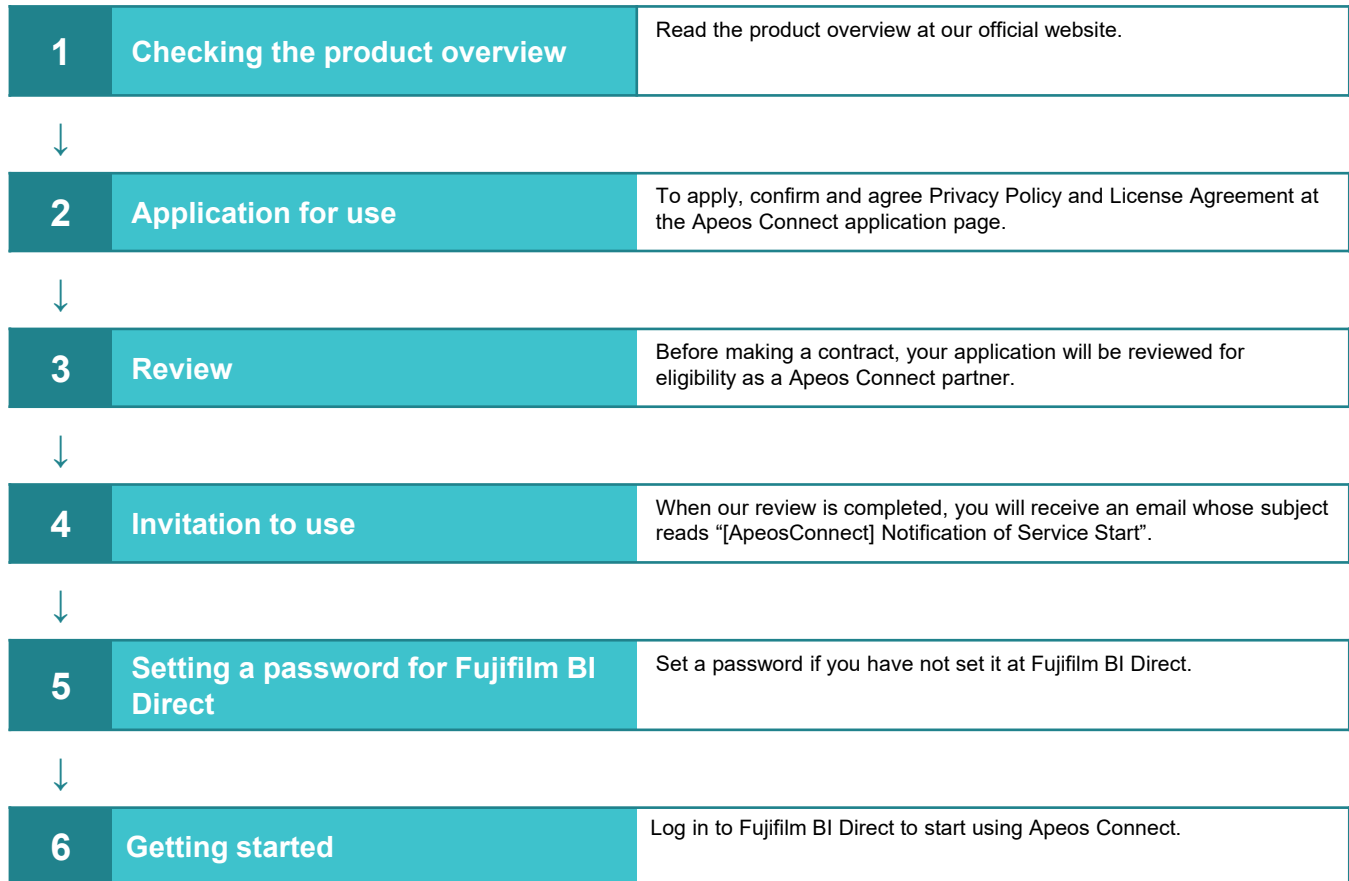 1
Checking the product overview
Read the product overview at our official website.
↓
2
Application for use
To apply, confirm and agree Privacy Policy and License Agreement at
the Apeos Connect application page.
↓
3
Review
Before making a contract, your application will be reviewed for
eligibility as a Apeos Connect partner.
↓
4
Invitation to use
When our review is completed, you will receive an email whose subject
reads “[ApeosConnect] Notification of Service Start”.
↓
5
Setting a password for Fujifilm BI
Direct
Set a password if you have not set it at Fujifilm BI Direct.
↓
6
Getting started
Log in to Fujifilm BI Direct to start using Apeos Connect.